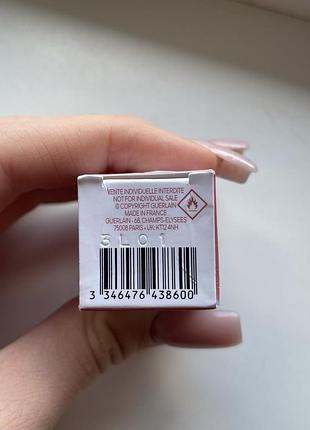 VENTE INDIVIDUELLE INTERDITE
NOT FOR INDIVIDUAL SALE
© COPYRIGHT GUERLAIN
MADE IN FRANCE
GUERLAIN • 68, CHAMPS-ELYSEES
75008 PARIS • UK: KT12 4NH
3L01
3 346476 438600